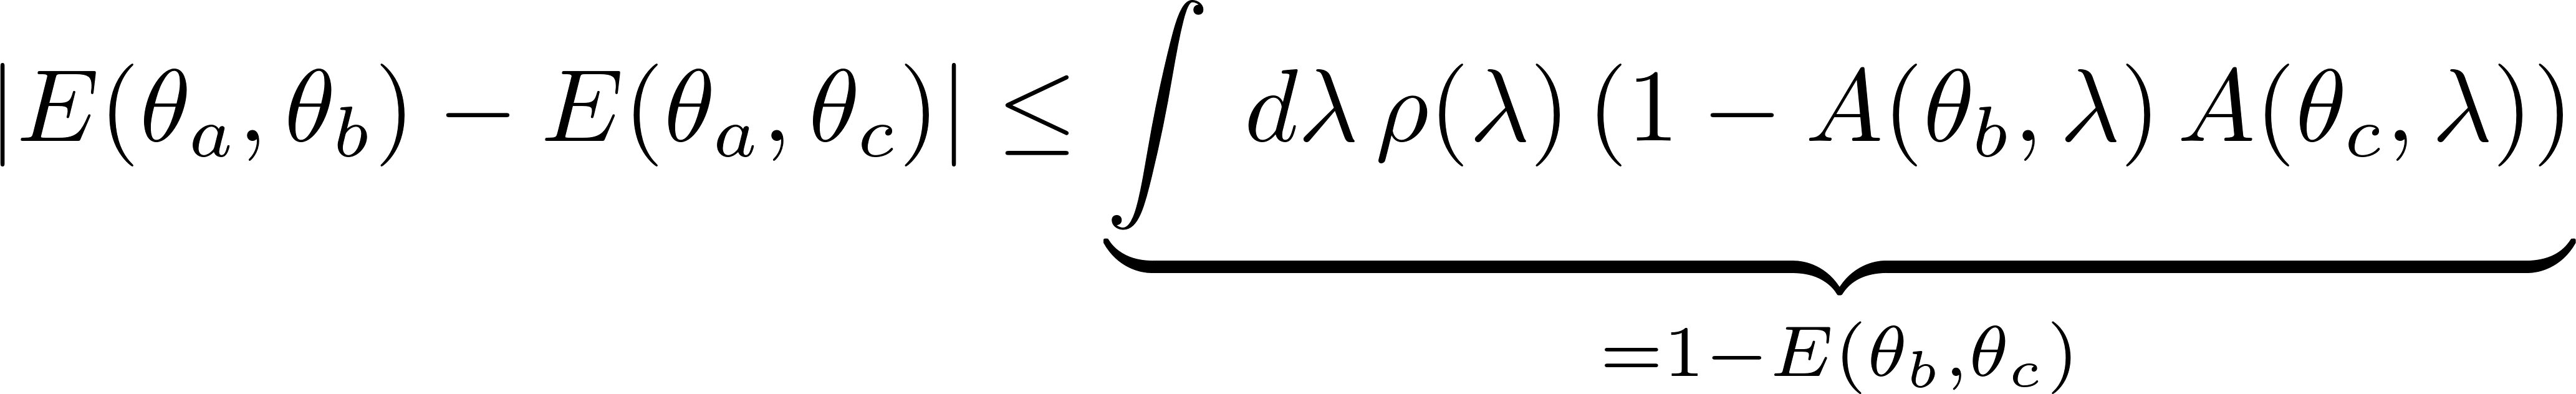 |E(θ_a, θ_b) − E(θ_a, θ_c)| ≤ ∫ dλ ρ(λ) (1 − A(θ_b, λ) A(θ_c, λ))
=1−E(θ_b,θ_c)